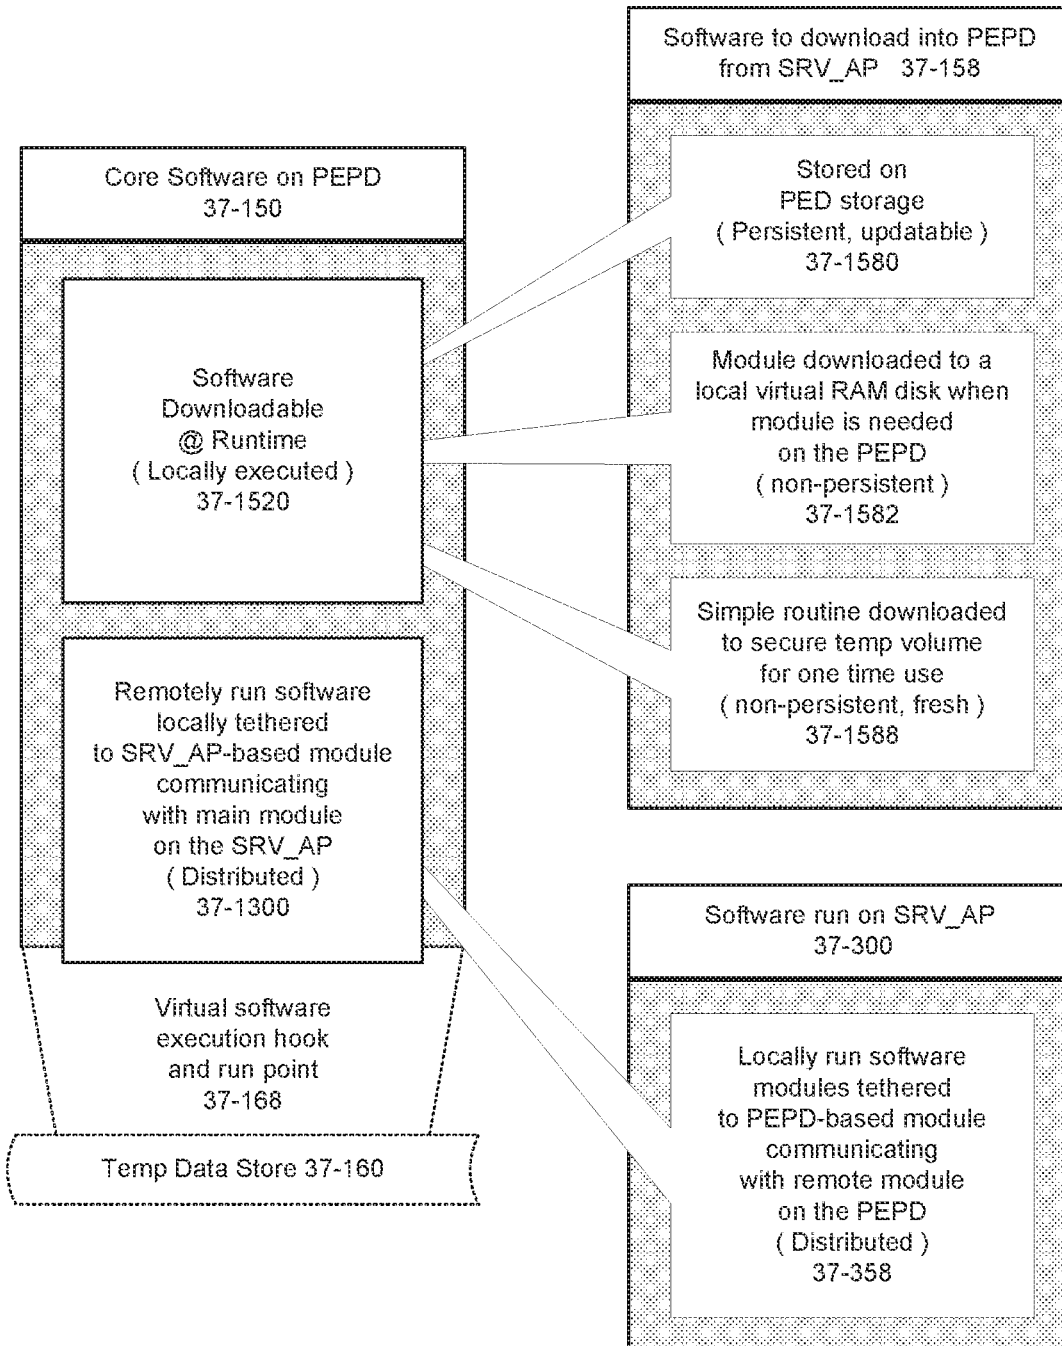 Core Software on PEPD
37-150
Software
Downloadable
@ Runtime
( Locally executed )
37-1520
Remotely run software
locally tethered
to SRV_AP-based module
communicating
with main module
on the SRV_AP
( Distributed )
37-1300
Virtual software
execution hook
and run point
37-168
Temp Data Store 37-160
Software to download into PEPD
from SRV_AP 37-158
Stored on
PED storage
( Persistent, updatable )
37-1580
Module downloaded to a
local virtual RAM disk when
module is needed
on the PEPD
( non-persistent )
37-1582
Simple routine downloaded
to secure temp volume
for one time use
( non-persistent, fresh )
37-1588
Software run on SRV_AP
37-300
Locally run software
modules tethered
to PEPD-based module
communicating
with remote module
on the PEPD
( Distributed )
37-358